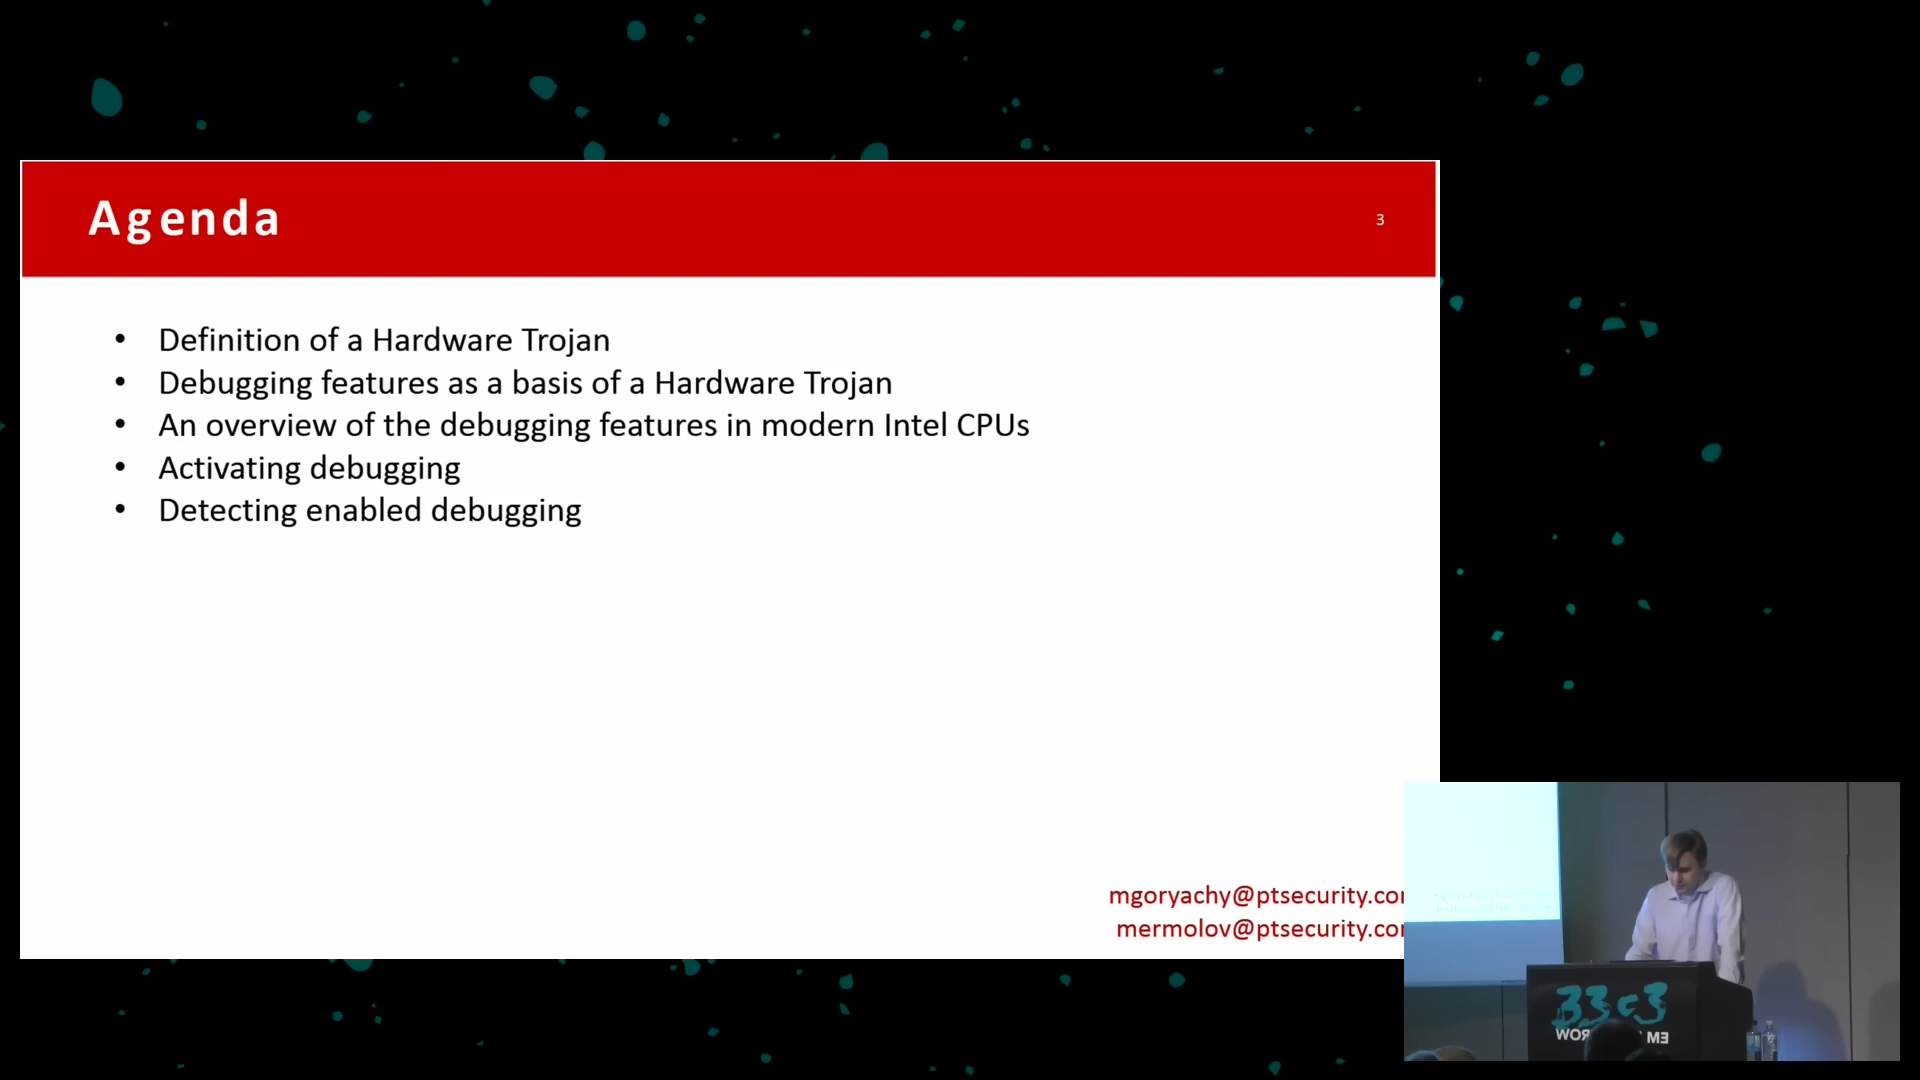 Agenda
3
• Definition of a Hardware Trojan
• Debugging features as a basis of a Hardware Trojan
• An overview of the debugging features in modern Intel CPUs
• Activating debugging
• Detecting enabled debugging
mgoryachy@ptsecurity.co
mermolov@ptsecurity.co
33c3